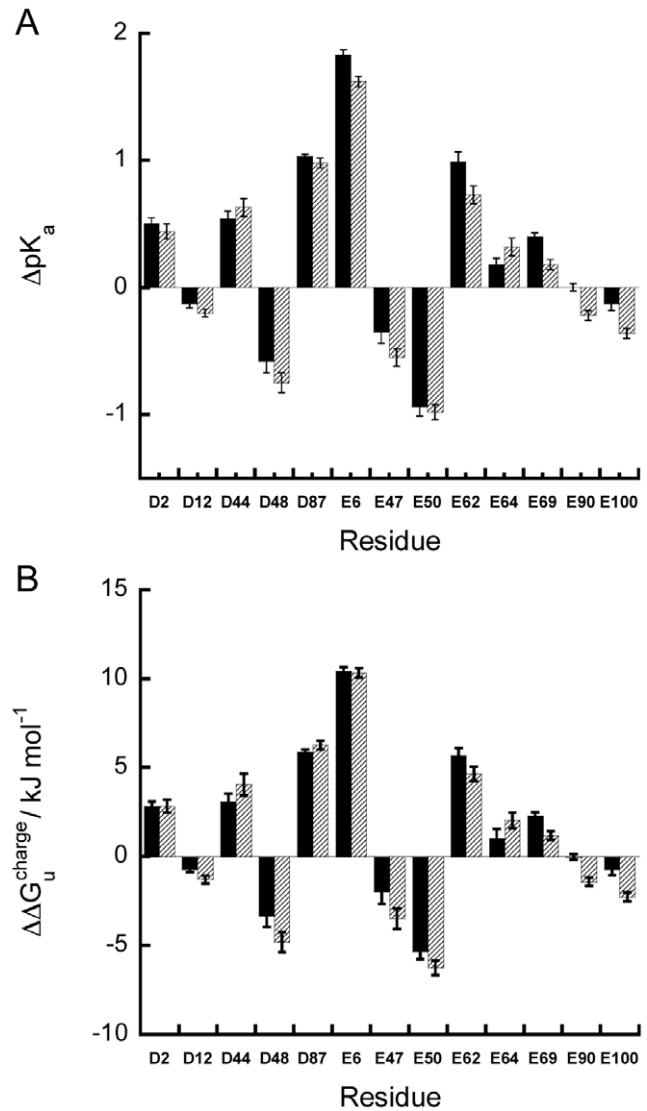 A
2
1
0
-1
ΔpKa
D2 D12 D44 D48 D87 E6 E47 E50 E62 E64 E69 E90 E100
Residue
B
15
10
5
0
-5
-10
ΔΔGu^charge / kJ mol⁻¹
D2 D12 D44 D48 D87 E6 E47 E50 E62 E64 E69 E90 E100
Residue